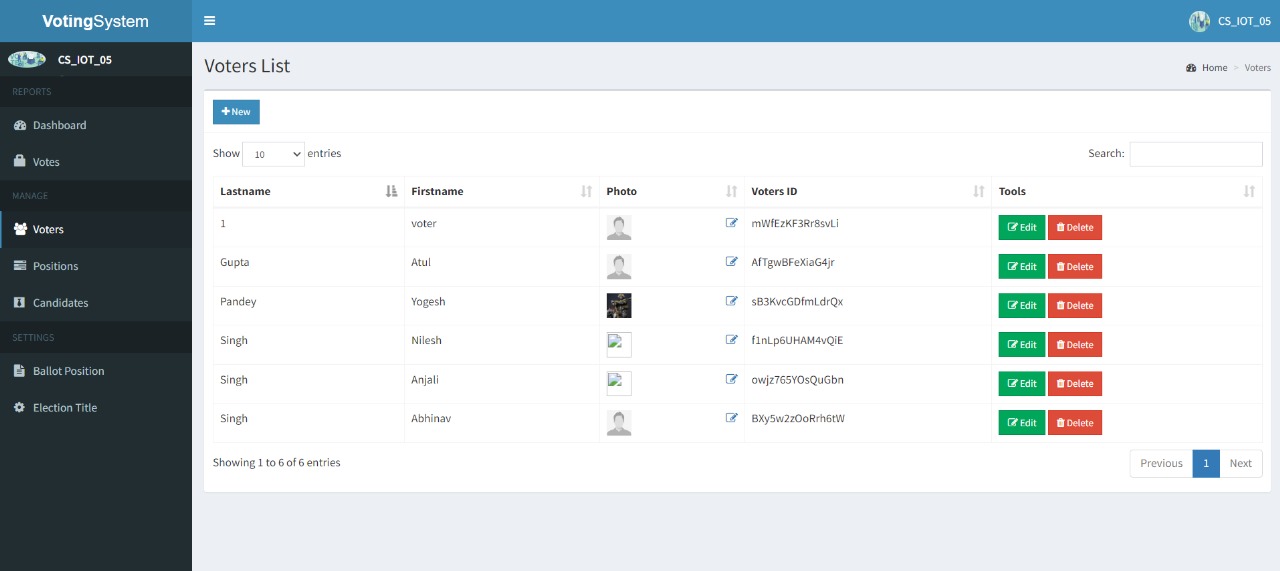 VotingSystem
CS_IOT_05
CS_IOT_05
REPORTS
Dashboard
Votes
MANAGE
Voters
Positions
Candidates
SETTINGS
Ballot Position
Election Title
Voters List
Home > Voters
New
Show 10 entries
Search:
Lastname Firstname Photo Voters ID Tools
1 voter mWfEzKF3Rr8svLi Edit Delete
Gupta Atul AfTgwBFeXiaG4jr Edit Delete
Pandey Yogesh sB3KvcGDfmLdrQx Edit Delete
Singh Nilesh f1nLp6UHAM4vQiE Edit Delete
Singh Anjali owjz765YOsQuGbn Edit Delete
Singh Abhinav BXy5w2zOoRrh6tW Edit Delete
Showing 1 to 6 of 6 entries
Previous 1 Next